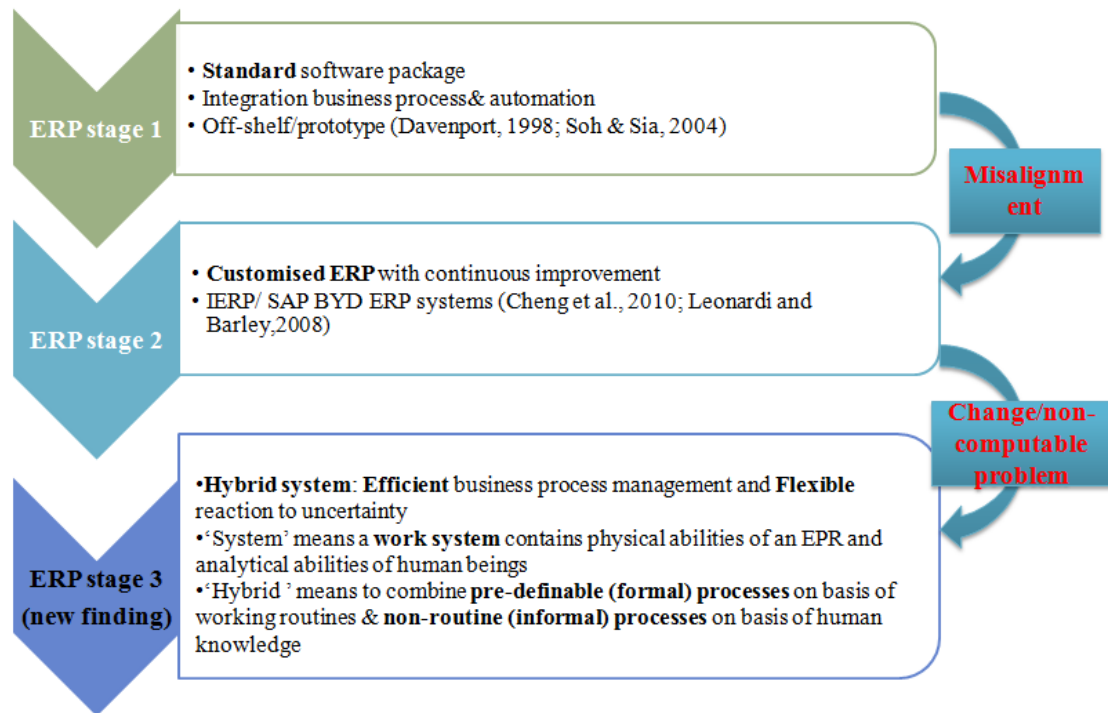 ERP stage 1
• Standard software package
• Integration business process& automation
• Off-shelf/prototype (Davenport, 1998; Soh & Sia, 2004)
Misalignm
ent
ERP stage 2
• Customised ERP with continuous improvement
• IERP/ SAP BYD ERP systems (Cheng et al., 2010; Leonardi and
Barley,2008)
Change/non-
computable
problem
ERP stage 3
(new finding)
•Hybrid system: Efficient business process management and Flexible
reaction to uncertainty
•‘System’ means a work system contains physical abilities of an EPR and
analytical abilities of human beings
•‘Hybrid ’ means to combine pre-definable (formal) processes on basis of
working routines & non-routine (informal) processes on basis of human
knowledge